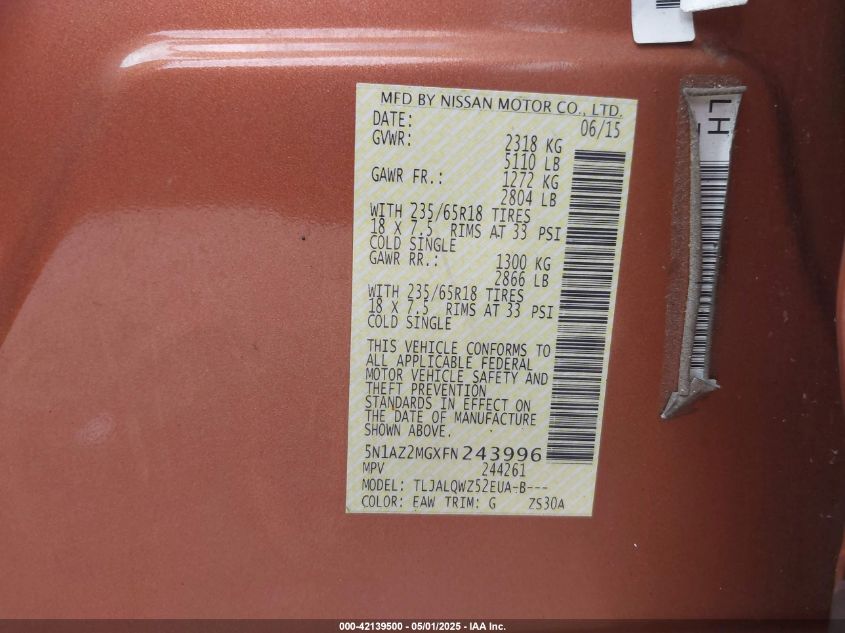 MFD BY NISSAN MOTOR CO., LTD.
DATE: 06/15
GVWR: 2318 KG
5110 LB
GAWR FR.: 1272 KG
2804 LB
WITH 235/65R18 TIRES
18 X 7.5 RIMS AT 33 PSI
COLD SINGLE
GAWR RR.: 1300 KG
2866 LB
WITH 235/65R18 TIRES
18 X 7.5 RIMS AT 33 PSI
COLD SINGLE
THIS VEHICLE CONFORMS TO
ALL APPLICABLE FEDERAL
MOTOR VEHICLE SAFETY AND
THEFT PREVENTION
STANDARDS IN EFFECT ON
THE DATE OF MANUFACTURE
SHOWN ABOVE.
5N1AZ2MGXFN243996
MPV 244261
MODEL: TLJALQWZ52EUA-B---
COLOR: EAW TRIM: G ZS30A
LH
000-42139500 - 05/01/2025 - IAA Inc.